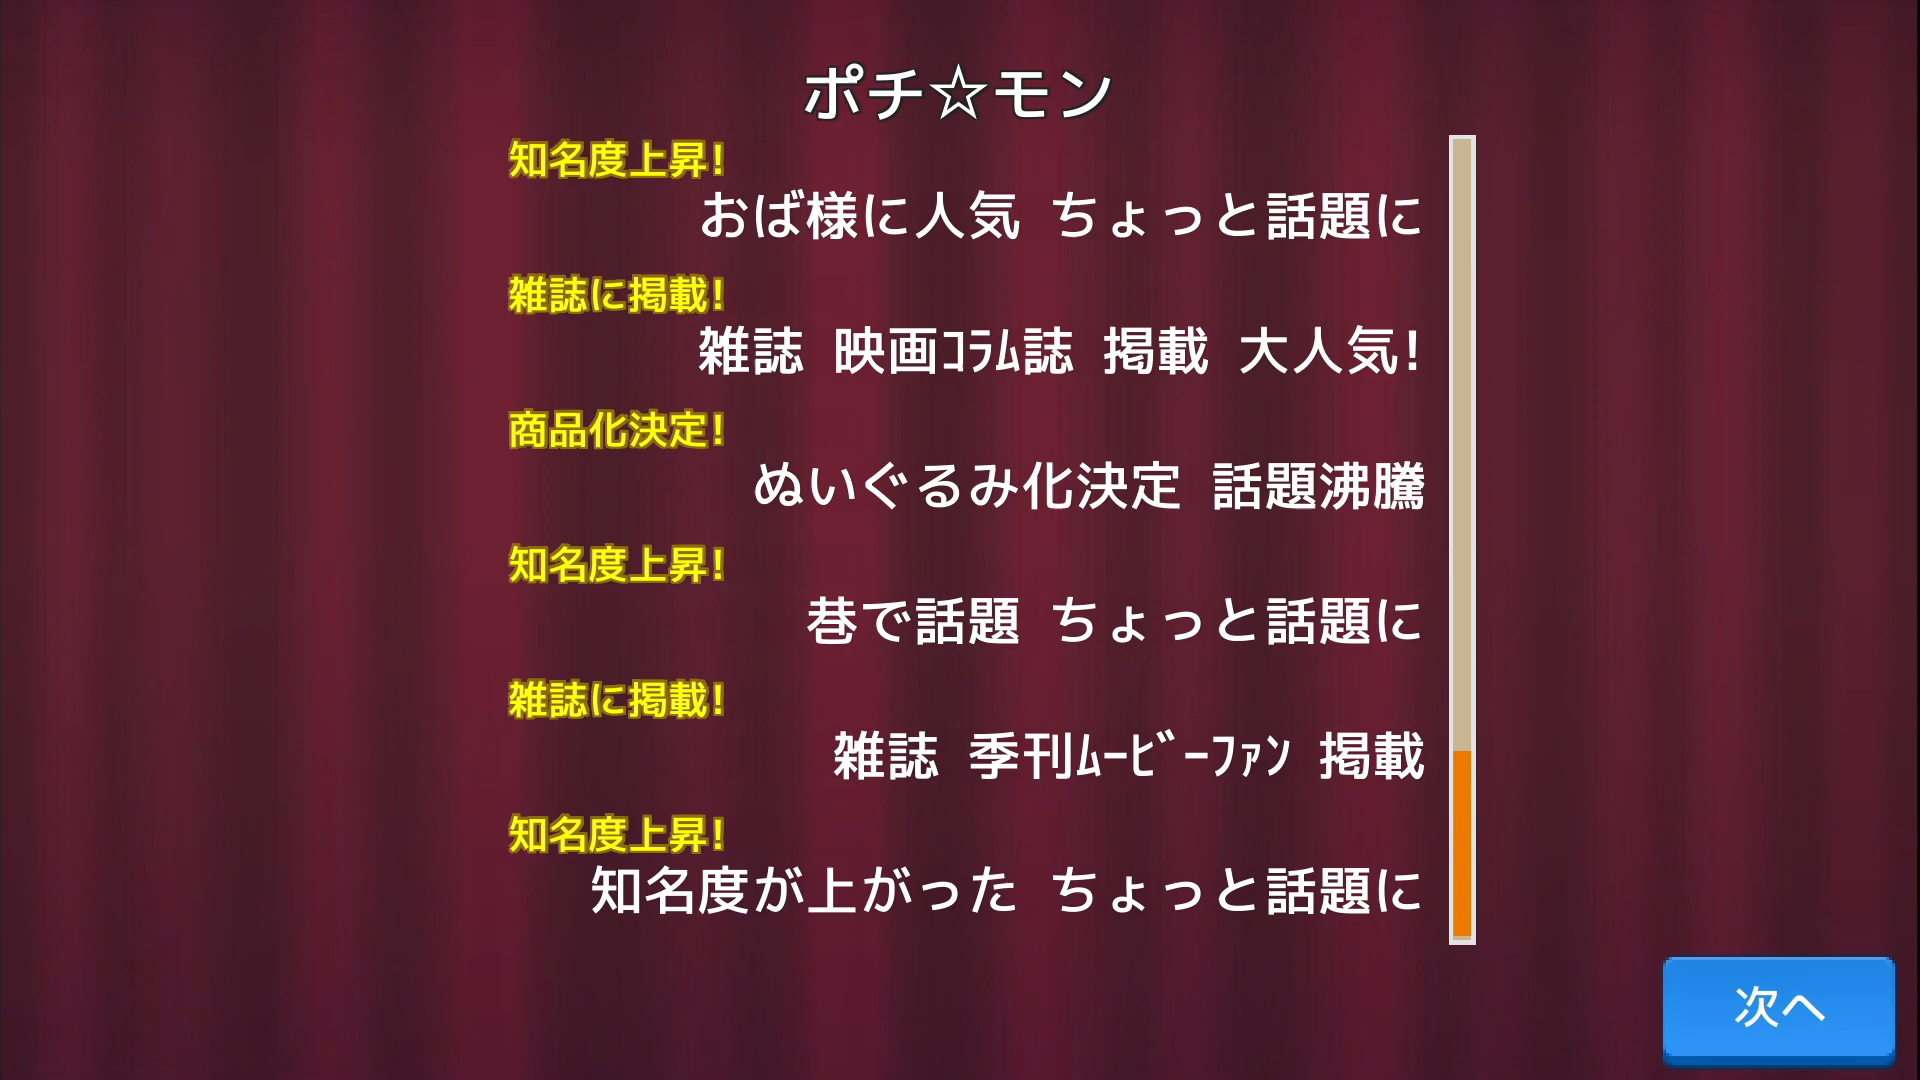 ポチ☆モン
知名度上昇!
おば様に人気 ちょっと話題に
雑誌に掲載!
雑誌 映画ｺﾗﾑ誌 掲載 大人気!
商品化決定!
ぬいぐるみ化決定 話題沸騰
知名度上昇!
巷で話題 ちょっと話題に
雑誌に掲載!
雑誌 季刊ﾑｰﾋﾞｰﾌｧﾝ 掲載
知名度上昇!
知名度が上がった ちょっと話題に
次へ